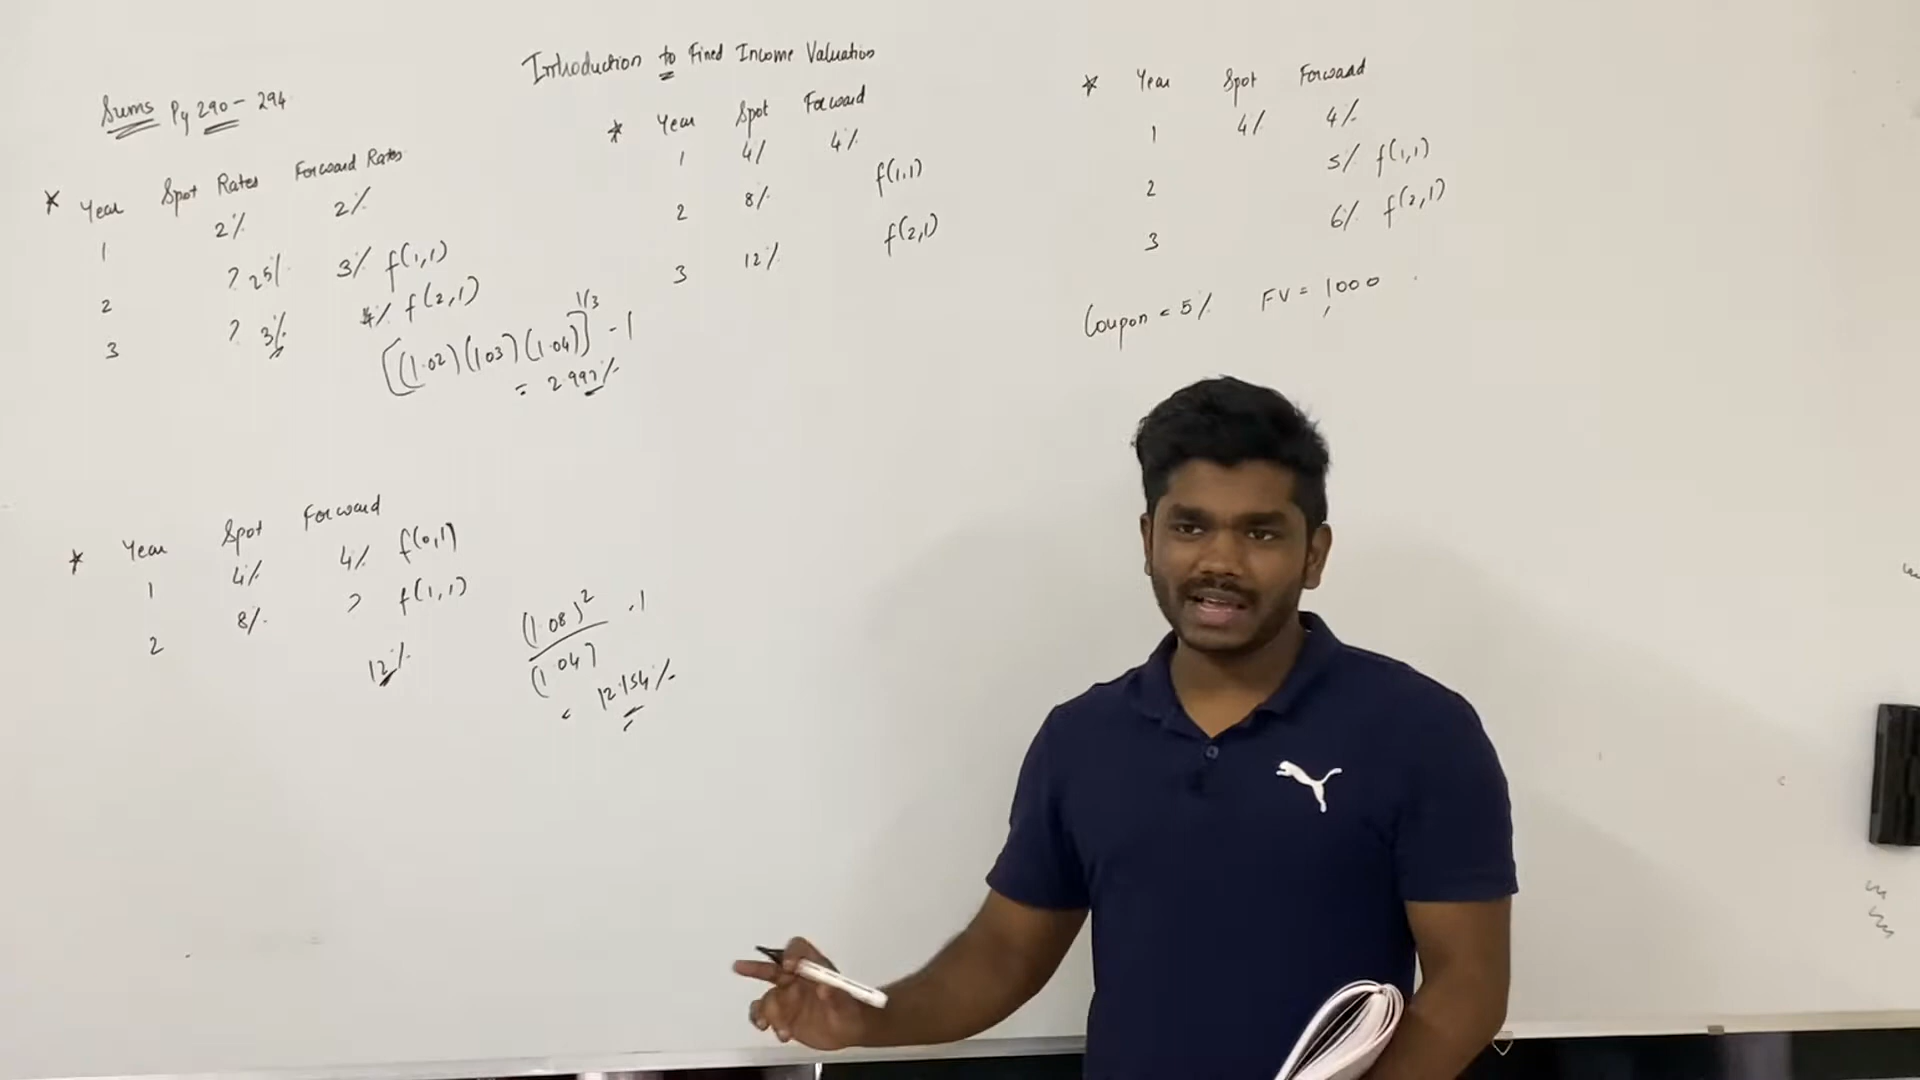 Introduction to Fixed Income Valuation
Sums Pg 290 - 294
* Year Spot Rates Forward Rates
1 2% 2%
2 ? 2.5% 3% f(1,1)
3 ? 3% 4% f(2,1)
[(1.02)(1.03)(1.04)]^1/3 - 1
= 2.997%
* Year Spot Forward
1 4% 4% f(0,1)
2 8% ? f(1,1)
12%
(1.08)²
(1.04)
- 1
= 12.154%
* Year Spot Forward
1 4% 4%
2 8% f(1,1)
3 12% f(2,1)
* Year Spot Forward
1 4% 4%
2 5% f(1,1)
3 6% f(2,1)
Coupon = 5% FV = 1000